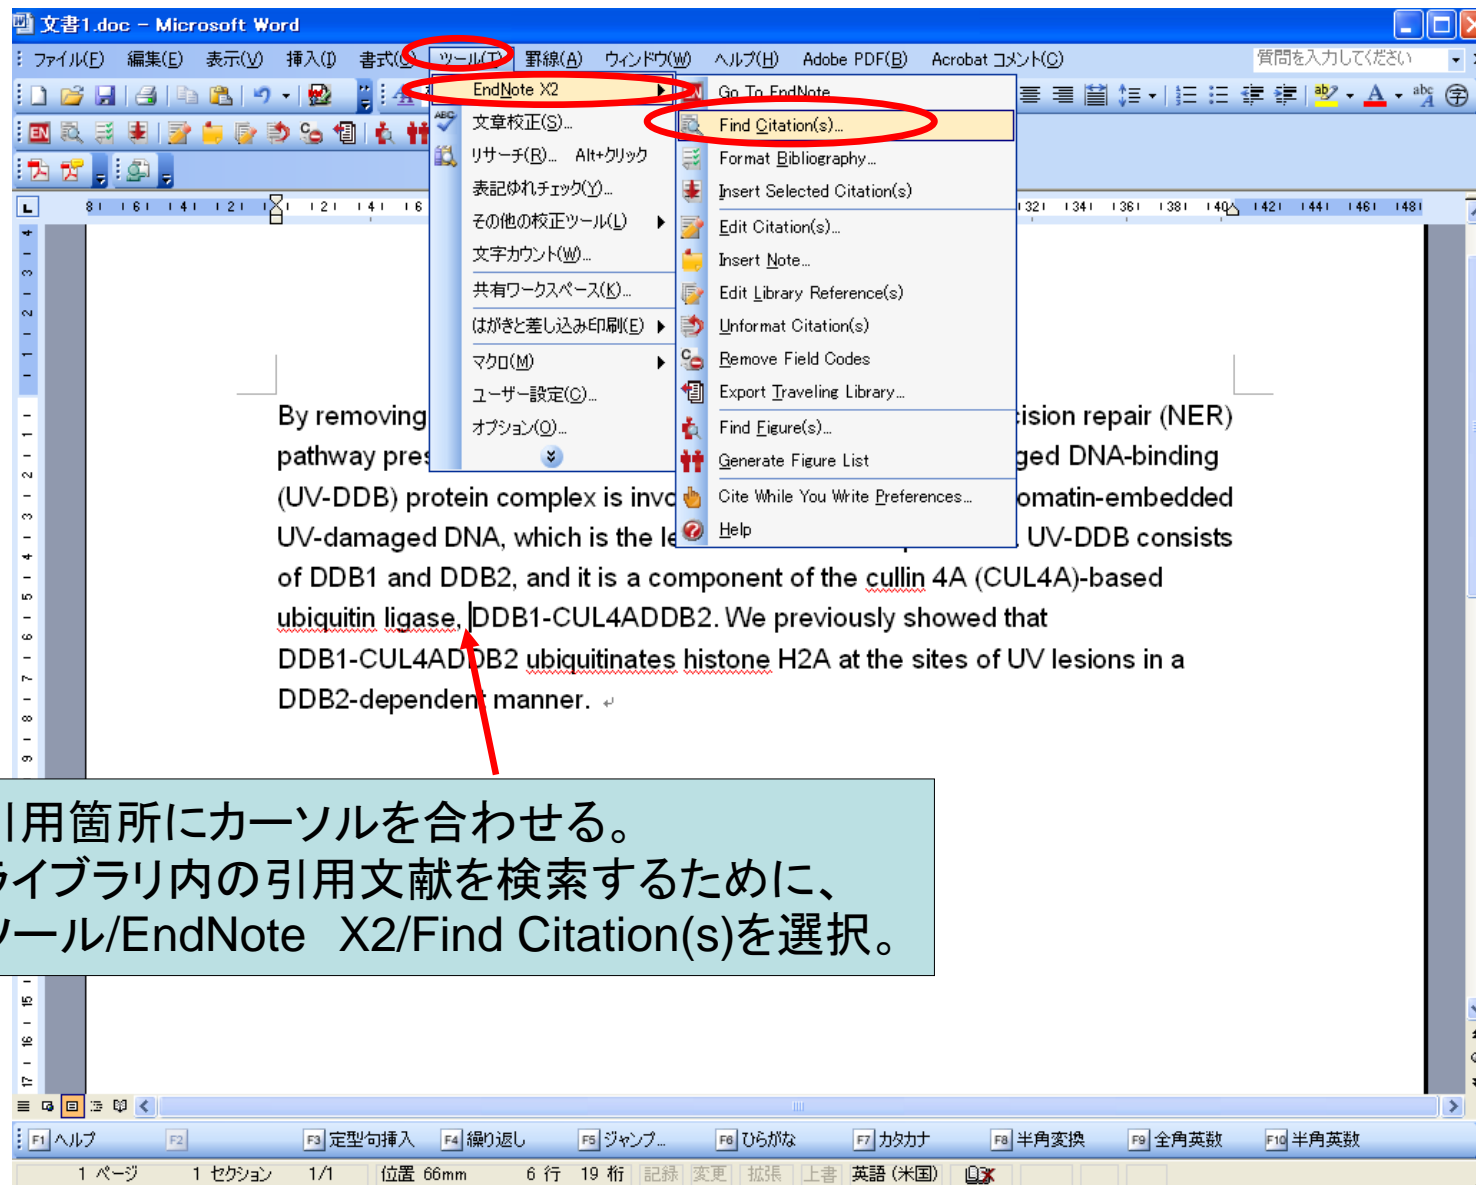 文書1.doc - Microsoft Word
ファイル(F) 編集(E) 表示(V) 挿入(I) 書式(O) ツール(T) 罫線(A) ウィンドウ(W) ヘルプ(H) Adobe PDF(B) Acrobat コメント(C) 質問を入力してください
EndNote X2
文章校正(S)...
リサーチ(R)... Alt+クリック
表記ゆれチェック(Y)...
その他の校正ツール(L)
文字カウント(W)...
共有ワークスペース(K)...
はがきと差し込み印刷(E)
マクロ(M)
ユーザー設定(C)...
オプション(O)...
Go To EndNote
Find Citation(s)...
Format Bibliography...
Insert Selected Citation(s)
Edit Citation(s)...
Insert Note...
Edit Library Reference(s)
Unformat Citation(s)
Remove Field Codes
Export Traveling Library...
Find Figure(s)...
Generate Figure List
Cite While You Write Preferences...
Help
By removing cision repair (NER)
pathway pres ged DNA-binding
(UV-DDB) protein complex is invo omatin-embedded
UV-damaged DNA, which is the le . UV-DDB consists
of DDB1 and DDB2, and it is a component of the cullin 4A (CUL4A)-based
ubiquitin ligase, DDB1-CUL4ADDB2. We previously showed that
DDB1-CUL4ADDB2 ubiquitinates histone H2A at the sites of UV lesions in a
DDB2-dependent manner.
引用箇所にカーソルを合わせる。
ライブラリ内の引用文献を検索するために、
ツール/EndNote X2/Find Citation(s)を選択。
F1 ヘルプ F2 F3 定型句挿入 F4 繰り返し F5 ジャンプ... F6 ひらがな F7 カタカナ F8 半角変換 F9 全角英数 F10 半角英数
1 ページ 1 セクション 1/1 位置 66mm 6 行 19 桁 記録 変更 拡張 上書 英語 (米国)